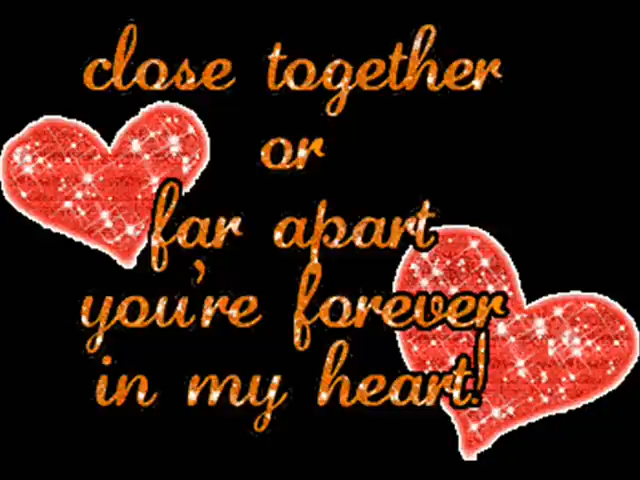 close together
or
far apart
you're forever
in my heart!